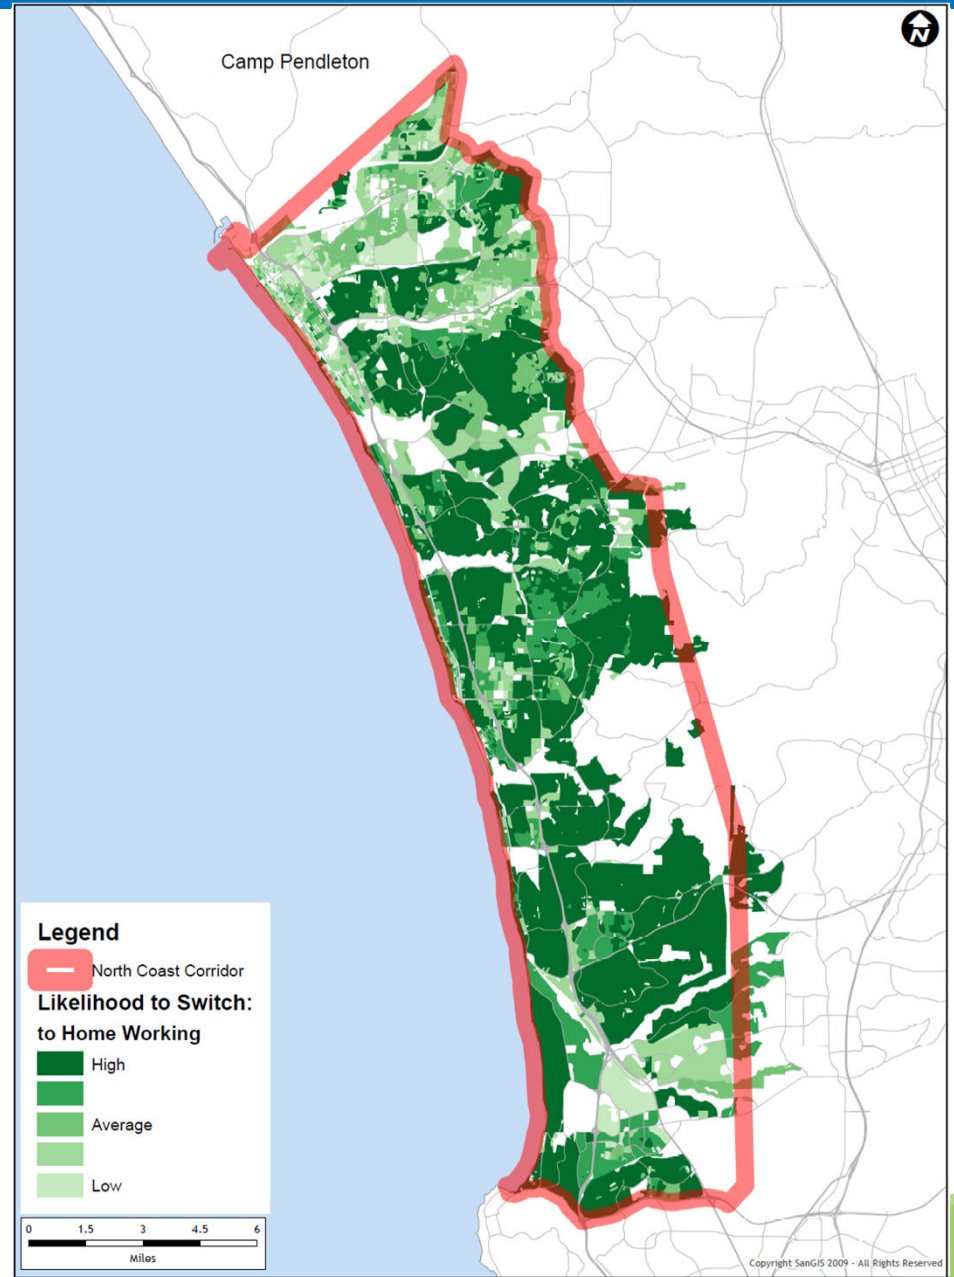 N
Camp Pendleton
Legend
North Coast Corridor
Likelihood to Switch:
to Home Working
High
Average
Low
0 1.5 3 4.5 6
Miles
Copyright SanGIS 2009 - All Rights Reserved